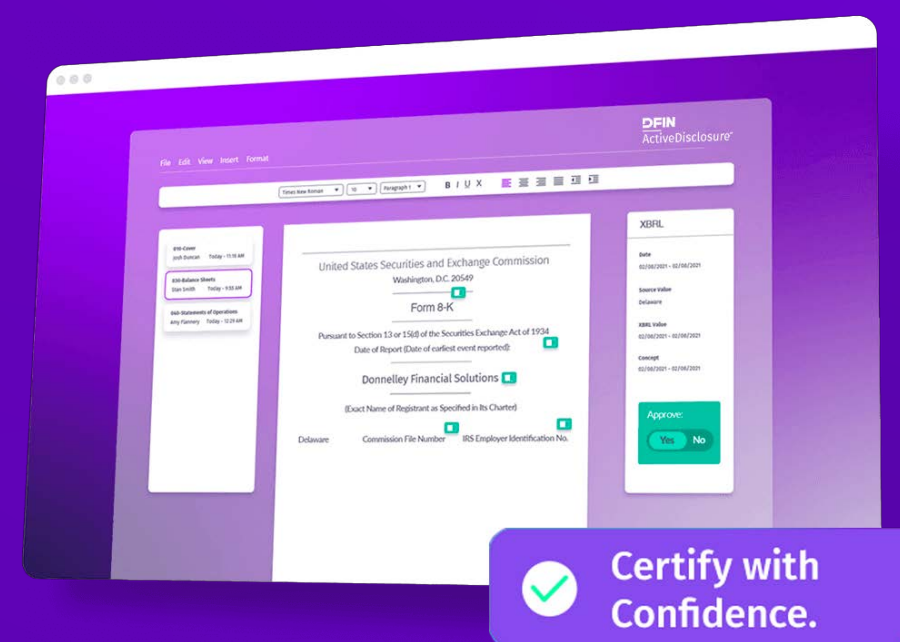 DFIN
ActiveDisclosure
File Edit View Insert Format
Times New Roman 10 Paragraph 1 B I U X
010-Cover
Josh Duncan Today - 11:15 AM
030-Balance Sheets
Stan Smith Today - 9:53 AM
040-Statements of Operations
Amy Flannery Today - 12:24 AM
United States Securities and Exchange Commission
Washington, D.C. 20549
Form 8-K
Pursuant to Section 13 or 15(d) of the Securities Exchange Act of 1934
Date of Report (Date of earliest event reported):
Donnelley Financial Solutions
(Exact Name of Registrant as Specified in Its Charter)
Delaware Commission File Number IRS Employer Identification No.
XBRL
Date
02/08/2021 - 02/08/2021
Source Value
Delaware
XBRL Value
02/08/2021 - 02/08/2021
Concept
02/08/2021 - 02/08/2021
Approve:
Yes No
Certify with
Confidence.